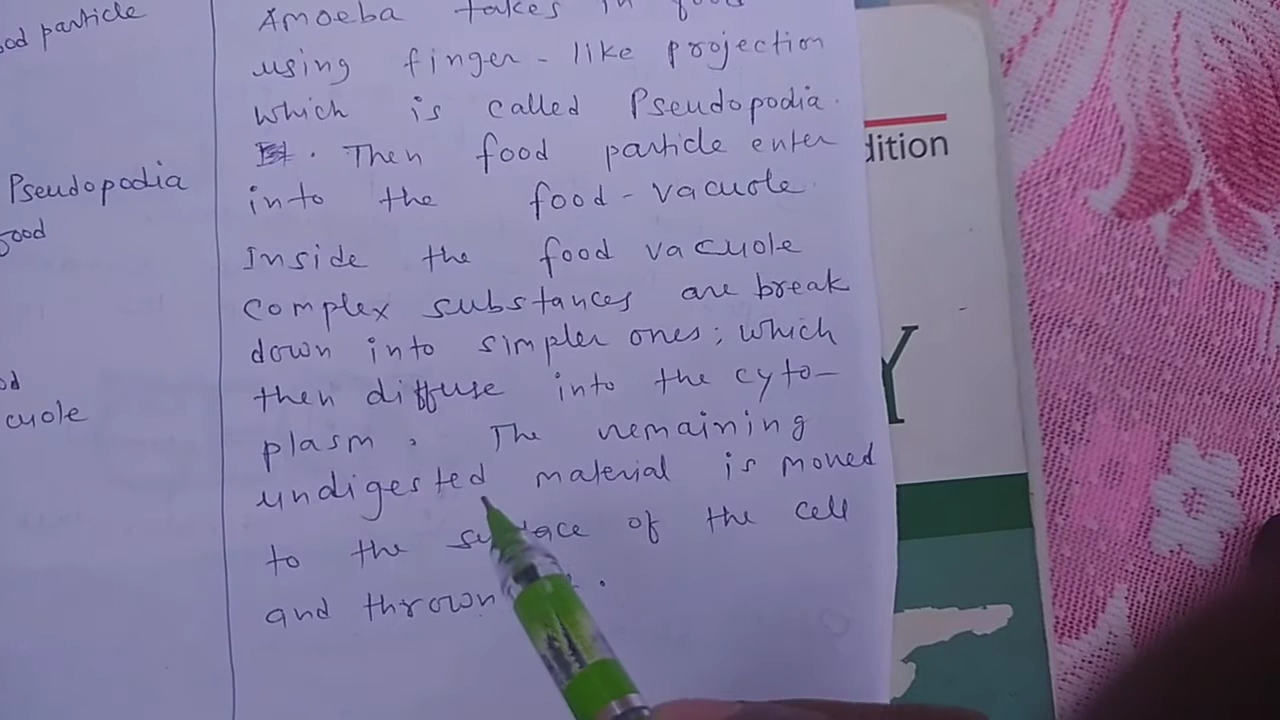 od particle
Pseudopodia
food
od
cuole
Amoeba takes in food
using finger-like projection
which is called Pseudopodia.
. Then food particle enter
into the food-vacuole.
Inside the food vacuole
complex substances are break
down into simpler ones; which
then diffuse into the cyto-
plasm. The remaining
undigested material is moved
to the surface of the cell
and thrown .
dition
Y